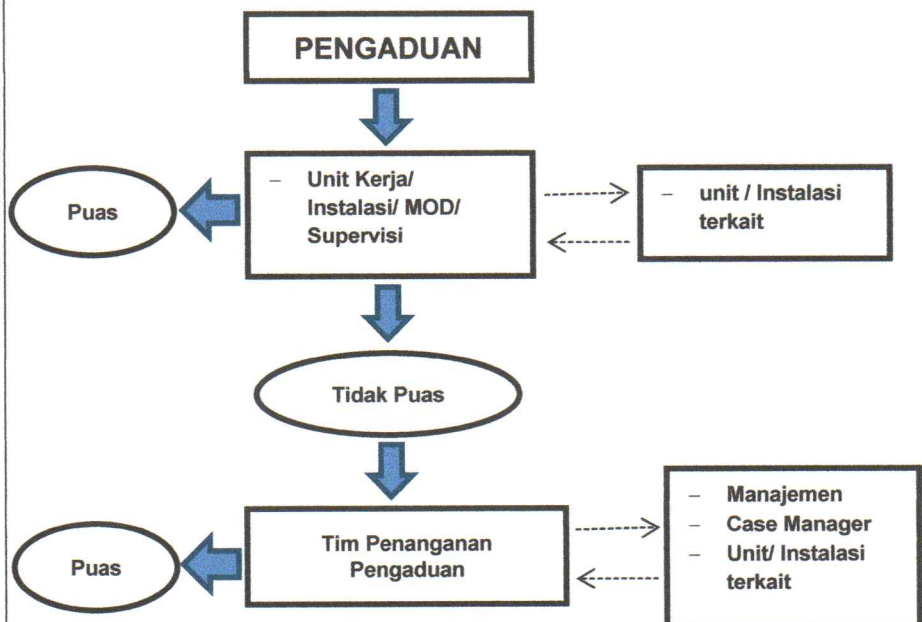 PENGADUAN
Puas
– Unit Kerja/
Instalasi/ MOD/
Supervisi
– unit / Instalasi
terkait
Tidak Puas
Puas
Tim Penanganan
Pengaduan
– Manajemen
– Case Manager
– Unit/ Instalasi
terkait